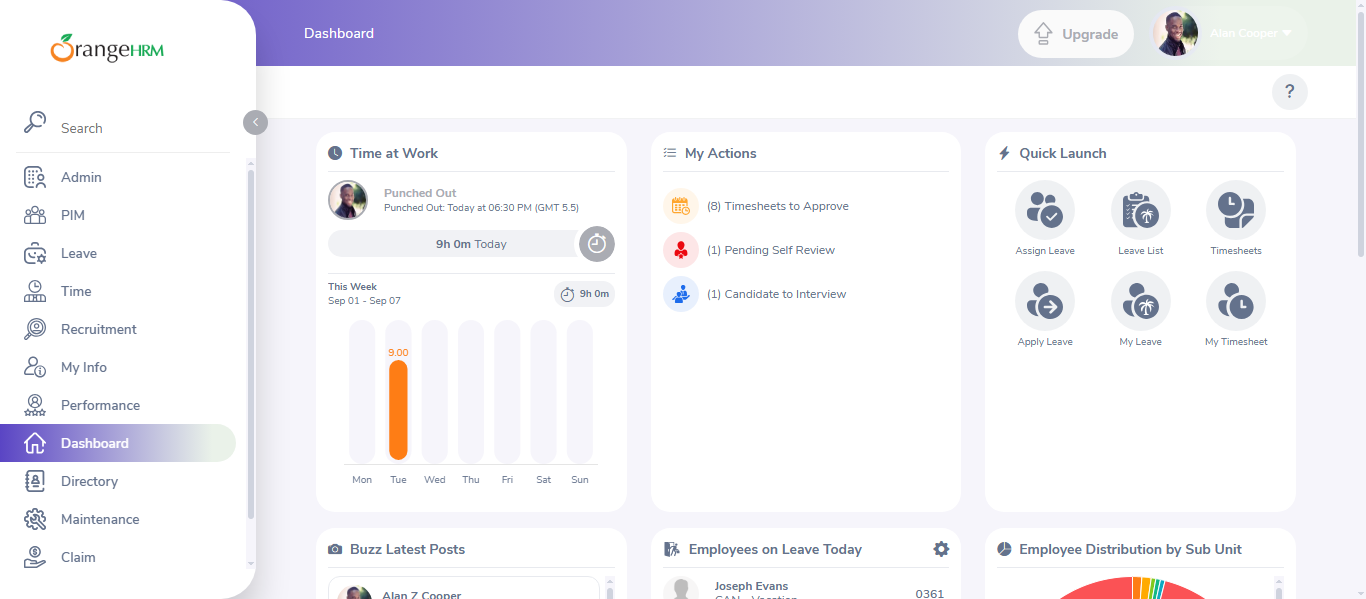 OrangeHRM
Search
Admin
PIM
Leave
Time
Recruitment
My Info
Performance
Dashboard
Directory
Maintenance
Claim
Dashboard
Upgrade
Alan Cooper
?
Time at Work
Punched Out
Punched Out: Today at 06:30 PM (GMT 5.5)
9h 0m Today
This Week
Sep 01 - Sep 07
9h 0m
9.00
Mon Tue Wed Thu Fri Sat Sun
My Actions
(8) Timesheets to Approve
(1) Pending Self Review
(1) Candidate to Interview
Quick Launch
Assign Leave Leave List Timesheets
Apply Leave My Leave My Timesheet
Buzz Latest Posts
Alan Z Cooper
Employees on Leave Today
Joseph Evans
0361
CAN - Vacation
Employee Distribution by Sub Unit